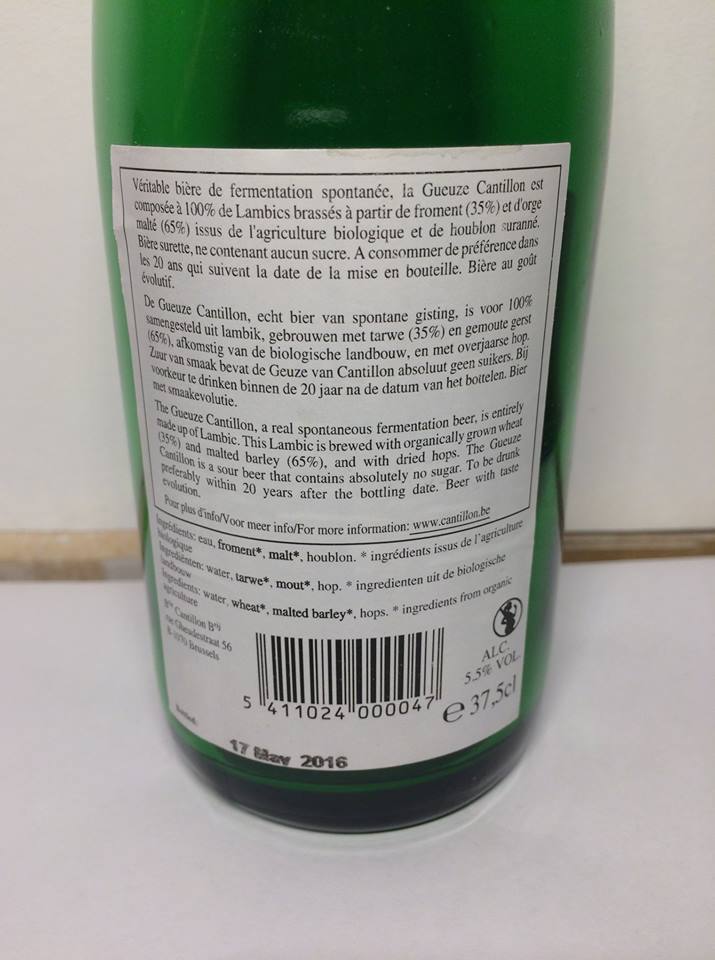 Véritable bière de fermentation spontanée, la Gueuze Cantillon est
composée à 100% de Lambics brassés à partir de froment (35%) et d'orge
malté (65%) issus de l'agriculture biologique et de houblon suranné.
Bière surette, ne contenant aucun sucre. A consommer de préférence dans
les 20 ans qui suivent la date de la mise en bouteille. Bière au goût
évolutif.
De Gueuze Cantillon, echt bier van spontane gisting, is voor 100%
samengesteld uit lambik, gebrouwen met tarwe (35%) en gemoute gerst
(65%), afkomstig van de biologische landbouw, en met overjaarse hop.
Zuur van smaak bevat de Geuze van Cantillon absoluut geen suikers. Bij
voorkeur te drinken binnen de 20 jaar na de datum van het bottelen. Bier
met smaakevolutie.
The Gueuze Cantillon, a real spontaneous fermentation beer, is entirely
made up of Lambic. This Lambic is brewed with organically grown wheat
(35%) and malted barley (65%), and with dried hops. The Gueuze
Cantillon is a sour beer that contains absolutely no sugar. To be drunk
preferably within 20 years after the bottling date. Beer with taste
evolution.
Pour plus d'info/Voor meer info/For more information: www.cantillon.be
Ingrédients: eau, froment*, malt*, houblon. * ingrédients issus de l'agriculture
biologique
Ingrediënten: water, tarwe*, mout*, hop. * ingredienten uit de biologische
landbouw
Ingredients: water, wheat*, malted barley*, hops. * ingredients from organic
agriculture
Cantillon
rue Gheudestraat 56
B-1070 Brussels
ALC.
5.5% VOL.
5 411024 000047
e 37,5cl
17 May 2016